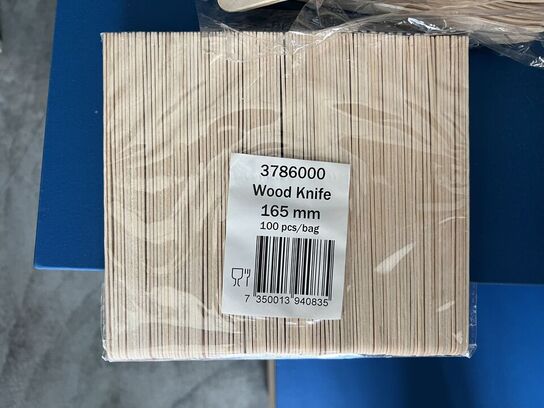 3786000
Wood Knife
165 mm
100 pcs/bag
7 350013 940835